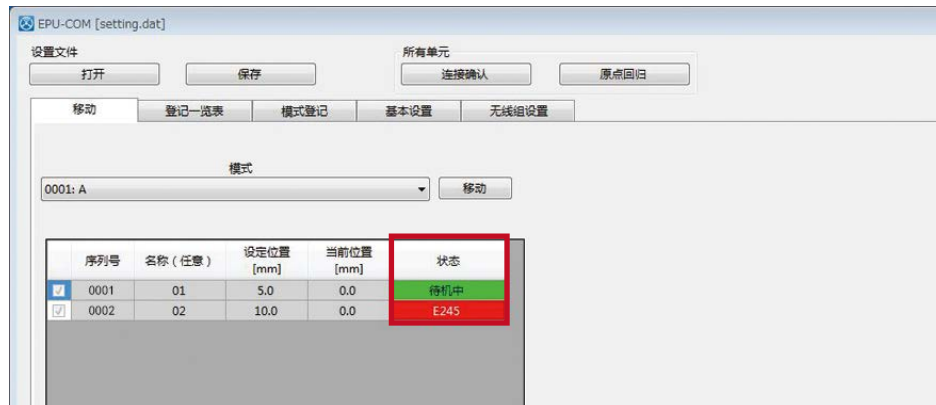 EPU-COM [setting.dat]
设置文件
所有单元
打开
保存
连接确认
原点回归
移动
登记一览表
模式登记
基本设置
无线组设置
模式
0001: A
移动
序列号 名称（任意） 设定位置 [mm] 当前位置 [mm] 状态
0001 01 5.0 0.0 待机中
0002 02 10.0 0.0 E245